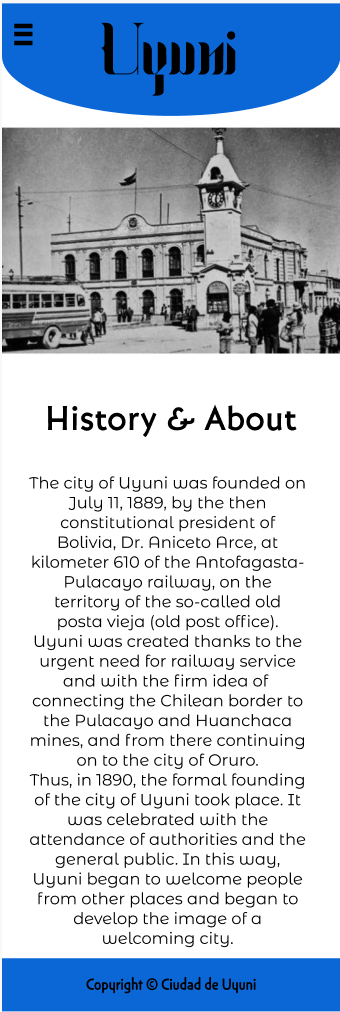 Uyuni
History & About
The city of Uyuni was founded on
July 11, 1889, by the then
constitutional president of
Bolivia, Dr. Aniceto Arce, at
kilometer 610 of the Antofagasta-
Pulacayo railway, on the
territory of the so-called old
posta vieja (old post office).
Uyuni was created thanks to the
urgent need for railway service
and with the firm idea of
connecting the Chilean border to
the Pulacayo and Huanchaca
mines, and from there continuing
on to the city of Oruro.
Thus, in 1890, the formal founding
of the city of Uyuni took place. It
was celebrated with the
attendance of authorities and the
general public. In this way,
Uyuni began to welcome people
from other places and began to
develop the image of a
welcoming city.
Copyright © Ciudad de Uyuni